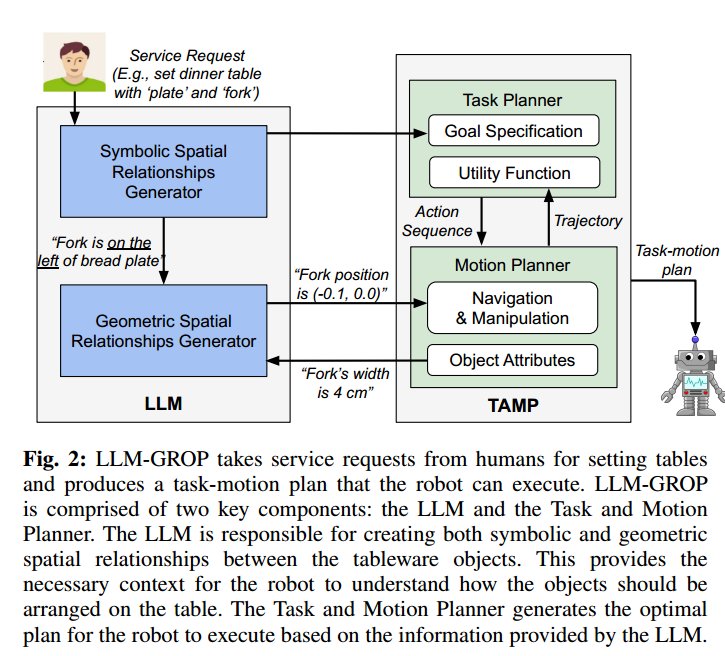 Service Request
(E.g., set dinner table
with ‘plate’ and ‘fork’)
Symbolic Spatial
Relationships
Generator
“Fork is on the
left of bread plate”
Geometric Spatial
Relationships Generator
LLM
“Fork position
is (-0.1, 0.0)”
“Fork’s width
is 4 cm”
Task Planner
Goal Specification
Utility Function
Action
Sequence
Trajectory
Motion Planner
Navigation
& Manipulation
Object Attributes
TAMP
Task-motion
plan
Fig. 2: LLM-GROP takes service requests from humans for setting tables
and produces a task-motion plan that the robot can execute. LLM-GROP
is comprised of two key components: the LLM and the Task and Motion
Planner. The LLM is responsible for creating both symbolic and geometric
spatial relationships between the tableware objects. This provides the
necessary context for the robot to understand how the objects should be
arranged on the table. The Task and Motion Planner generates the optimal
plan for the robot to execute based on the information provided by the LLM.